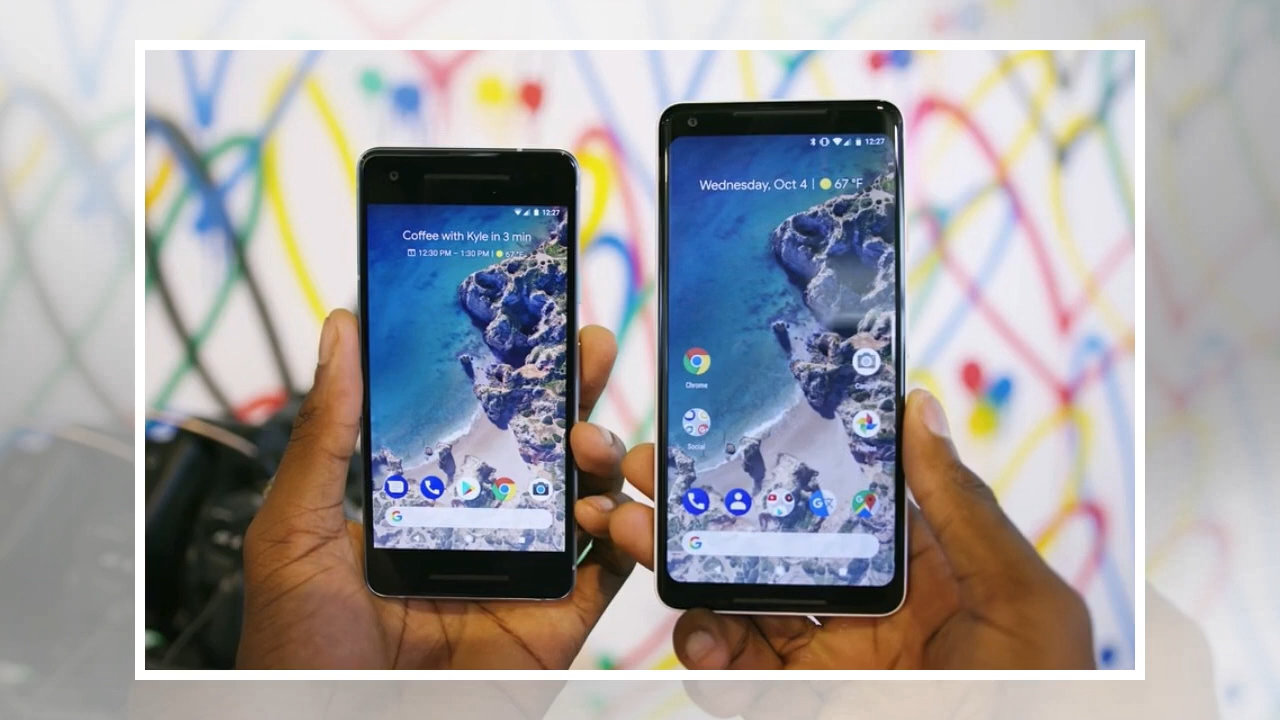 12:27
Coffee with Kyle in 3 min
12:30 PM – 1:30 PM | 67 °F
12:27
Wednesday, Oct 4 | 67 °F
Chrome
Social
G
G